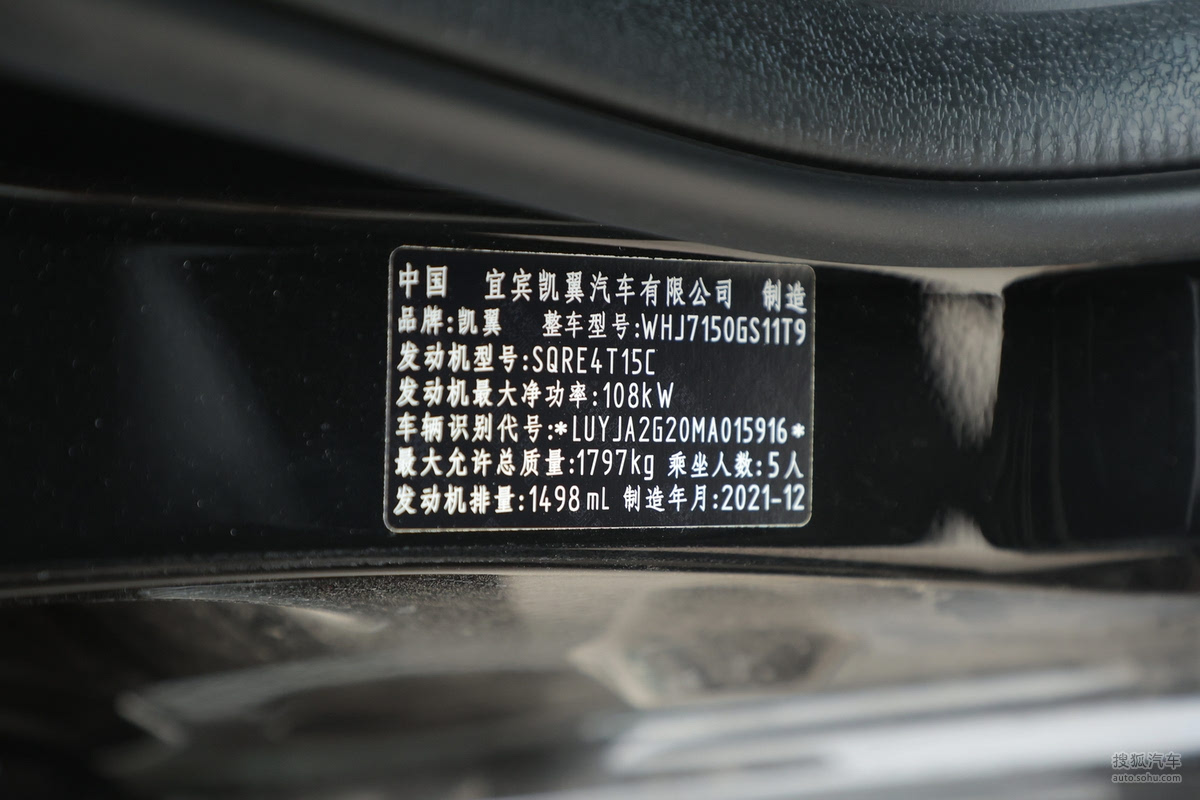 中国 宜宾凯翼汽车有限公司 制造
品牌:凯翼 整车型号:WHJ7150GS11T9
发动机型号:SQRE4T15C
发动机最大净功率:108kW
车辆识别代号:*LUYJA2G20MA015916*
最大允许总质量:1797kg 乘坐人数:5人
发动机排量:1498mL 制造年月:2021-12
搜狐汽车
auto.sohu.com